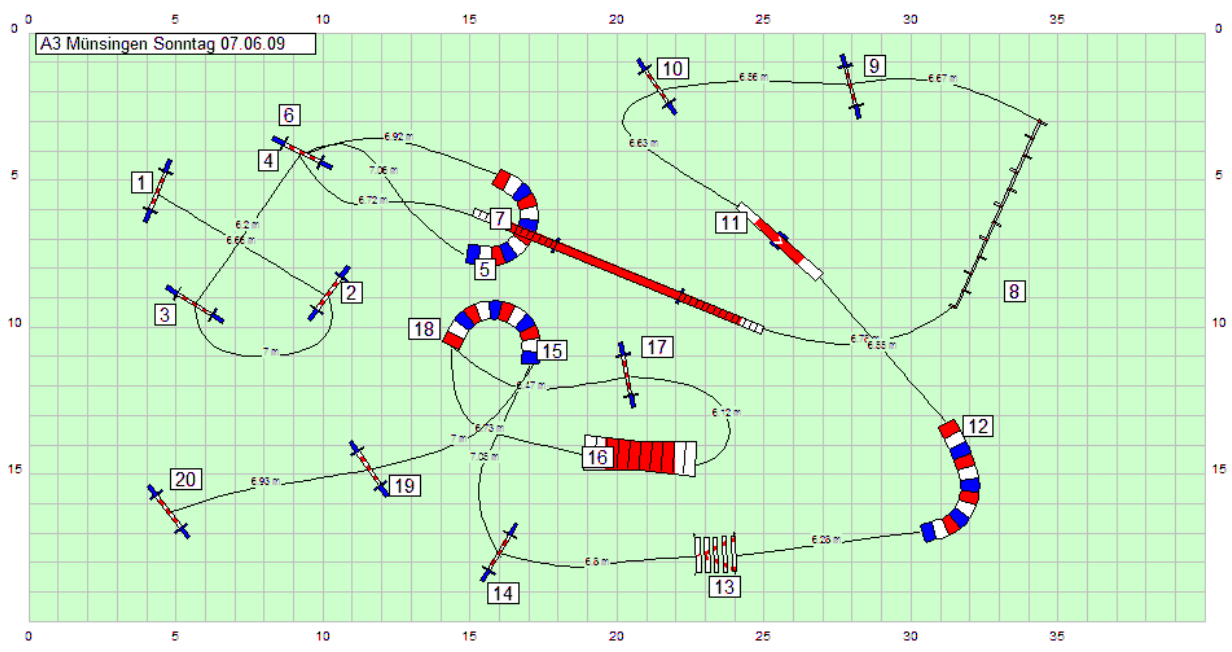 0 5 10 15 20 25 30 35
0 0
A3 Münsingen Sonntag 07.06.09
10
9
6.56 m
6.67 m
6
4
6.92 m
6.63 m
7.06 m
1
5 5
6.72 m
7
11
6.2 m
6.66 m
5
2
8
3
10 10
18
15
17
7 m
6.55 m
6.47 m
6.12 m
12
6.73 m
7 m
7.05 m
16
15 15
20
6.93 m
19
6.28 m
6.8 m
13
14
0 5 10 15 20 25 30 35